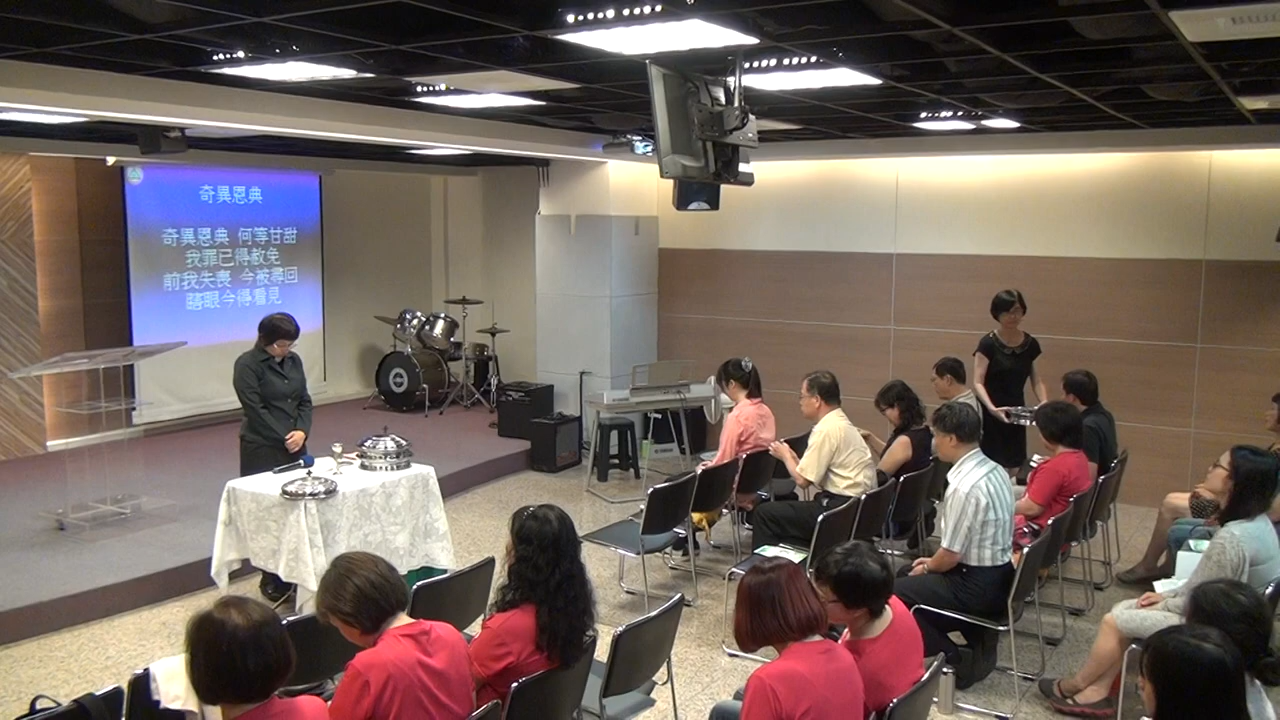 奇異恩典
奇異恩典 何等甘甜
我罪已得赦免
前我失喪 今被尋回
瞎眼今得看見